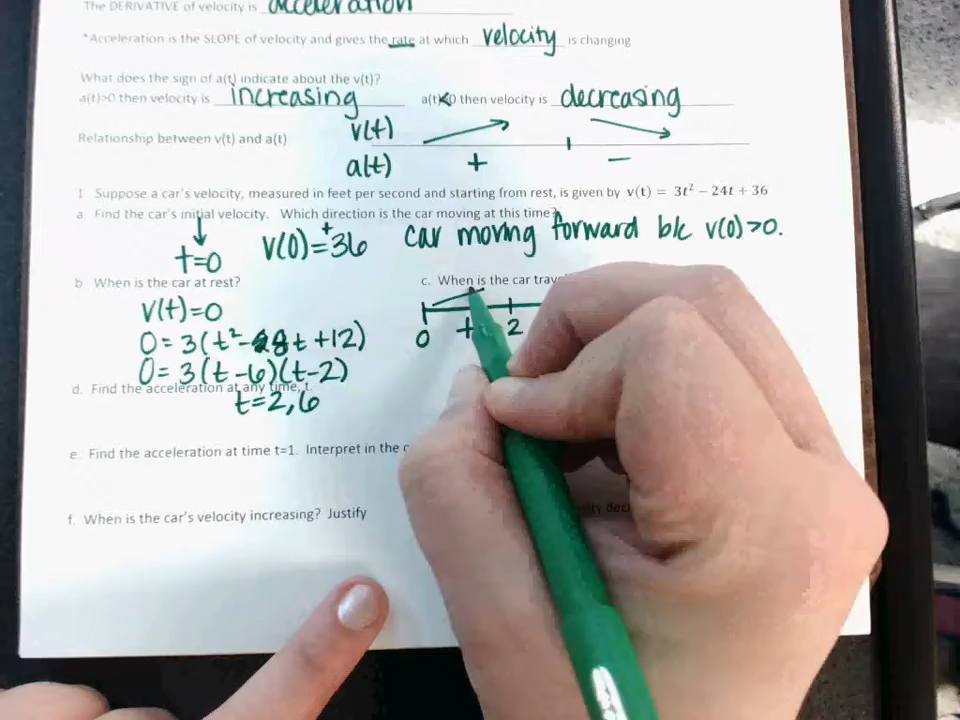 The DERIVATIVE of velocity is acceleration
*Acceleration is the SLOPE of velocity and gives the rate at which velocity is changing
What does the sign of a(t) indicate about the v(t)?
a(t)>0 then velocity is increasing a(t)<0 then velocity is decreasing
v(t)
Relationship between v(t) and a(t)
a(t) + −
1 Suppose a car's velocity, measured in feet per second and starting from rest, is given by v(t) = 3t² − 24t + 36
a Find the car's initial velocity. Which direction is the car moving at this time?
t=0 v(0)=+36 car moving forward b/c v(0)>0.
b When is the car at rest? c. When is the car
v(t)=0
0 + 2
0=3(t²-8t+12)
0=3(t-6)(t-2)
d. Find the acceleration at any time, t.
t=2,6
e. Find the acceleration at time t=1. Interpret in the
f. When is the car's velocity increasing? Justify